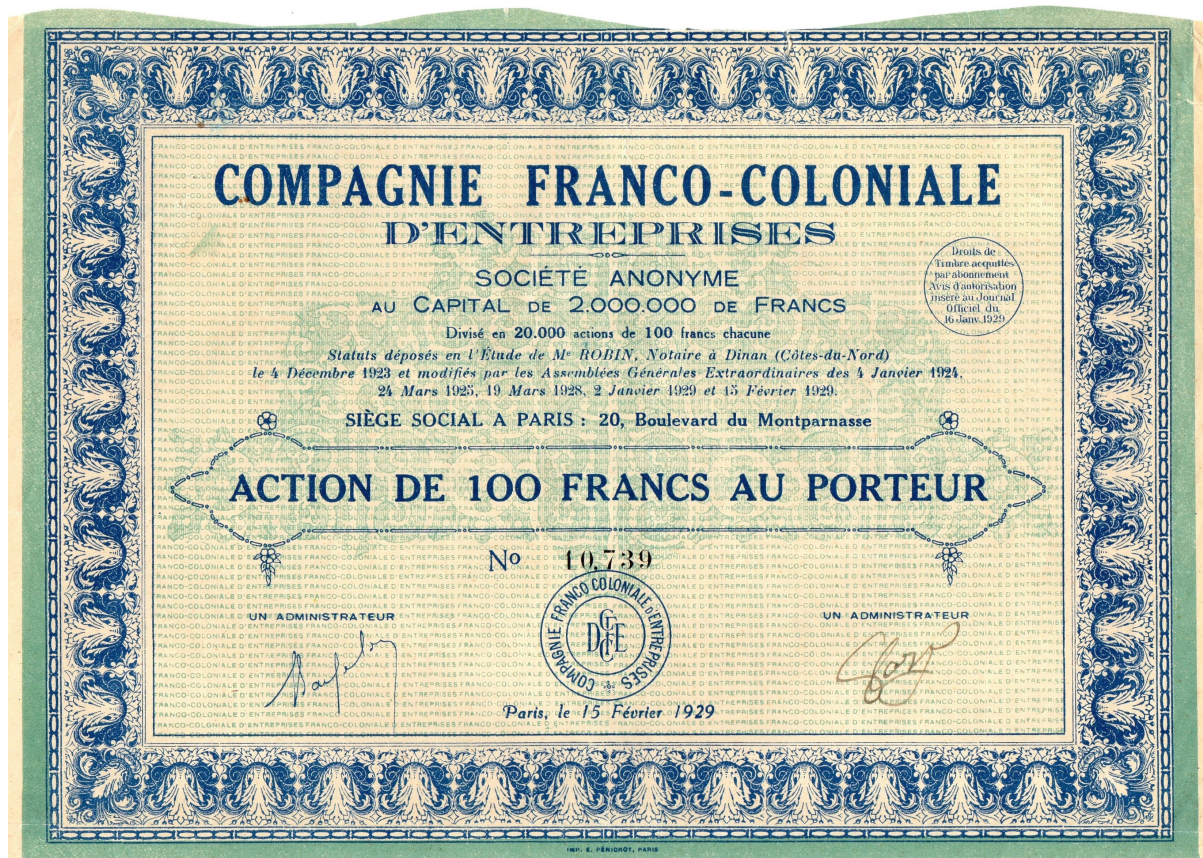 COMPAGNIE FRANCO-COLONIALE
D'ENTREPRISES
SOCIÉTÉ ANONYME
AU CAPITAL DE 2.000.000 DE FRANCS
Divisé en 20.000 actions de 100 francs chacune
Statuts déposés en l'Étude de Me ROBIN, Notaire à Dinan (Côtes-du-Nord)
le 4 Décembre 1923 et modifiés par les Assemblées Générales Extraordinaires des 4 Janvier 1924,
24 Mars 1925, 19 Mars 1928, 2 Janvier 1929 et 15 Février 1929.
SIÈGE SOCIAL A PARIS : 20, Boulevard du Montparnasse
Droits de
Timbre acquittés
par abonnement
Avis d'autorisation
inséré au Journal
Officiel du
16 Janv. 1929
ACTION DE 100 FRANCS AU PORTEUR
No 10,739
UN ADMINISTRATEUR
COMPAGNIE FRANCO COLONIALE D'ENTREPRISES
UN ADMINISTRATEUR
Paris, le 15 Février 1929
IMP. E. PÉNICHOT, PARIS